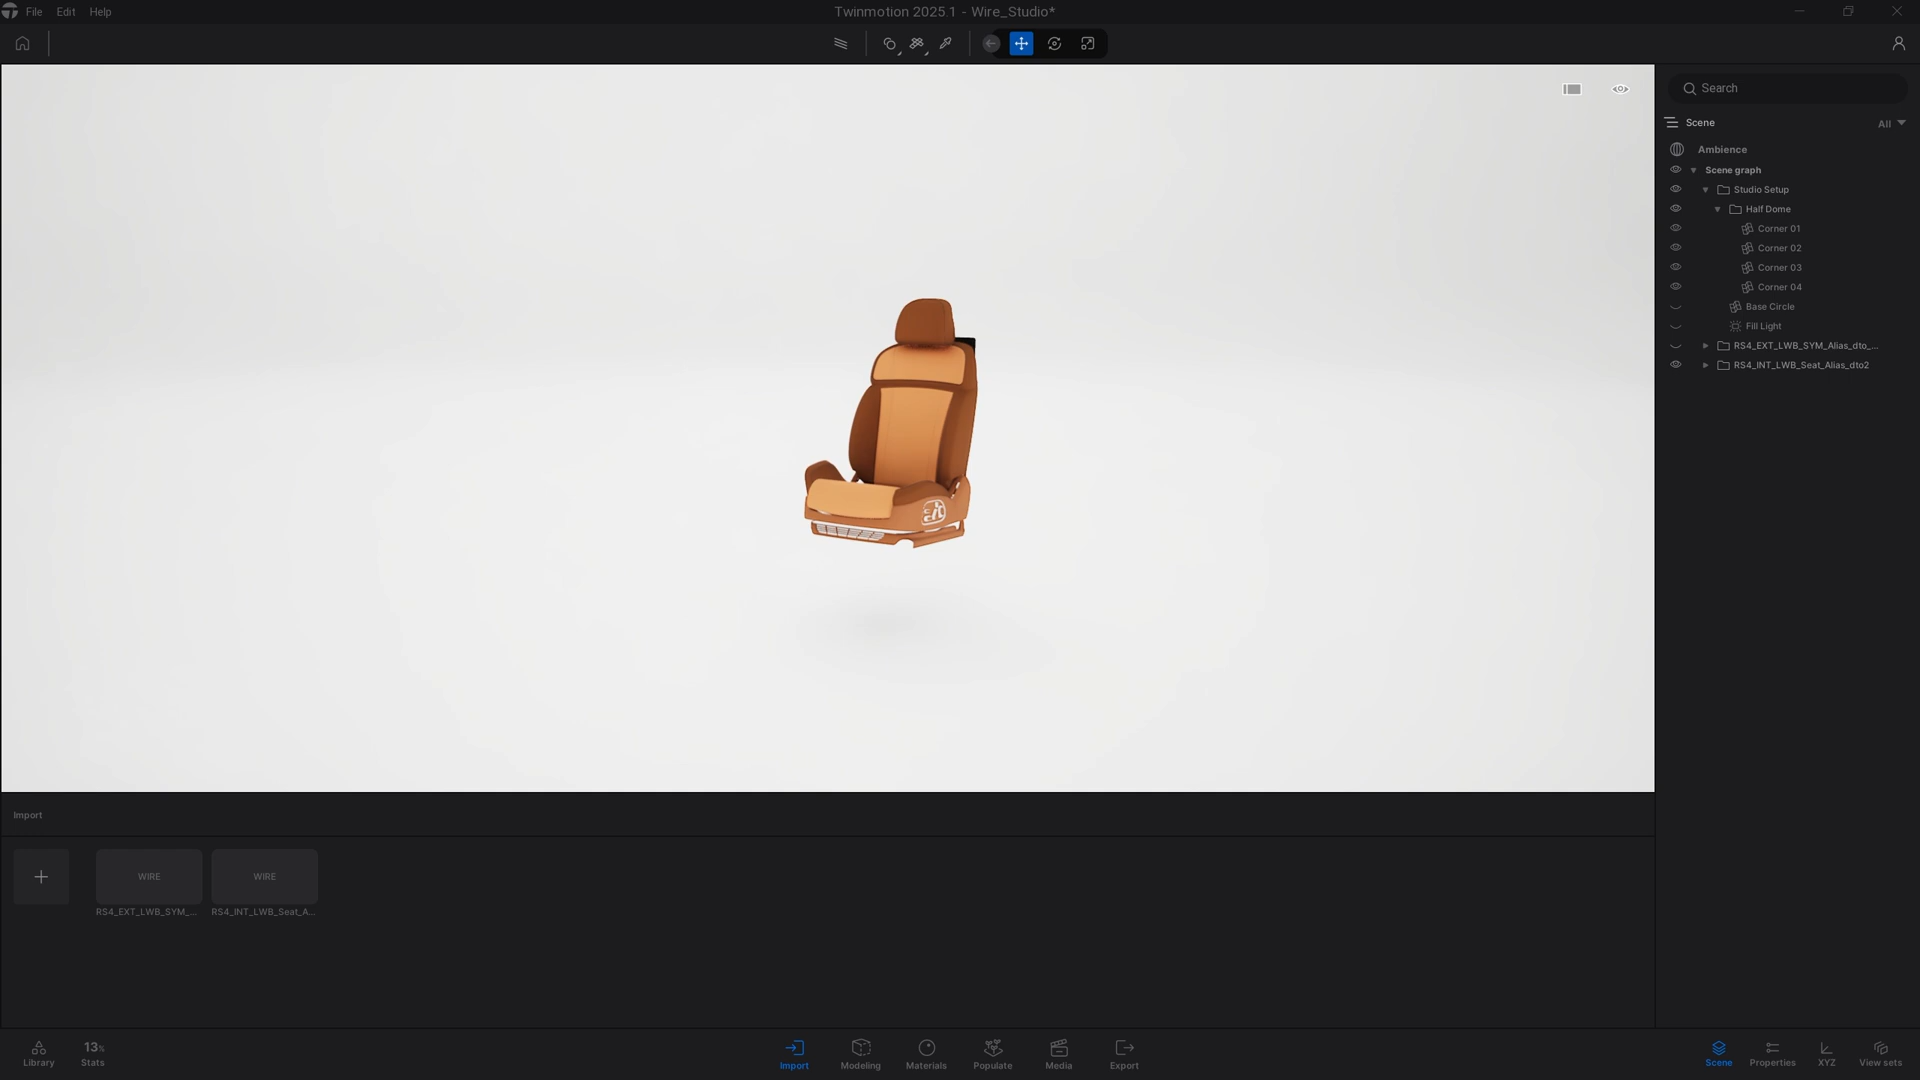 File Edit Help
Twinmotion 2025.1 - Wire_Studio*
Search
Scene
All
Ambience
Scene graph
Studio Setup
Half Dome
Corner 01
Corner 02
Corner 03
Corner 04
Base Circle
Fill Light
RS4_EXT_LWB_SYM_Alias_dto_...
RS4_INT_LWB_Seat_Alias_dto2
Import
WIRE
WIRE
RS4_EXT_LWB_SYM_...
RS4_INT_LWB_Seat_A...
Library
13%
Stats
Import
Modeling
Materials
Populate
Media
Export
Scene
Properties
XYZ
View sets